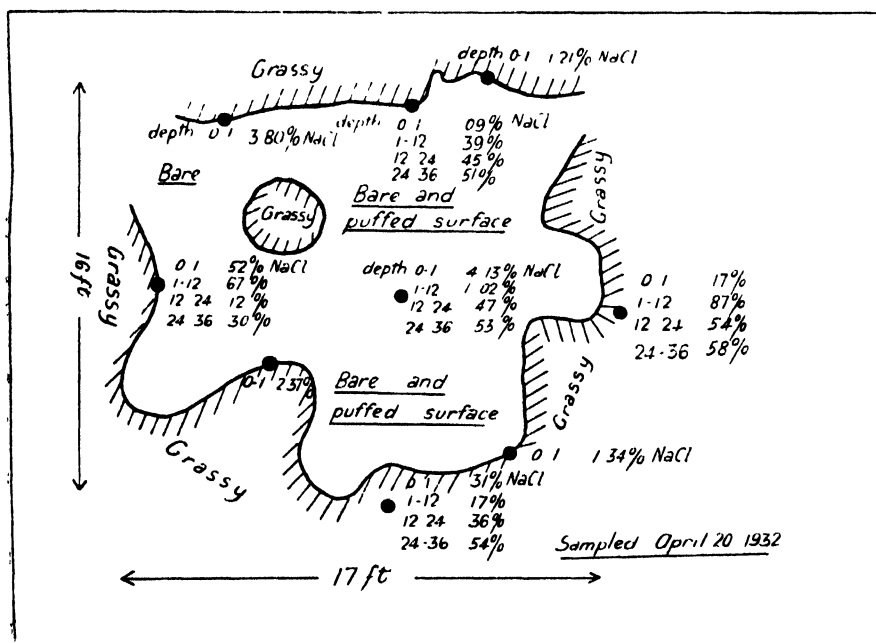 depth 0·1 1 21% NaCl
Grassy
depth 0 1 3 80% NaCl
depth 0 1 09% NaCl
1-12 39%
12 24 45%
24 36 51%
Bare
Grassy
Bare and
puffed surface
Grassy
16 ft
Grassy
0 1 52% NaCl
1-12 67%
12 24 12%
24 36 30%
depth 0·1 4 13% NaCl
1-12 1 02%
12 24 47%
24 36 53%
0 1 17%
1-12 87%
12 24 54%
24-36 58%
0·1 2 37%
Bare and
puffed surface
Grassy
Grassy
0 1 1 34% NaCl
0 1 31% NaCl
1-12 17%
12 24 36%
24-36 54%
Sampled April 20 1932
17 ft